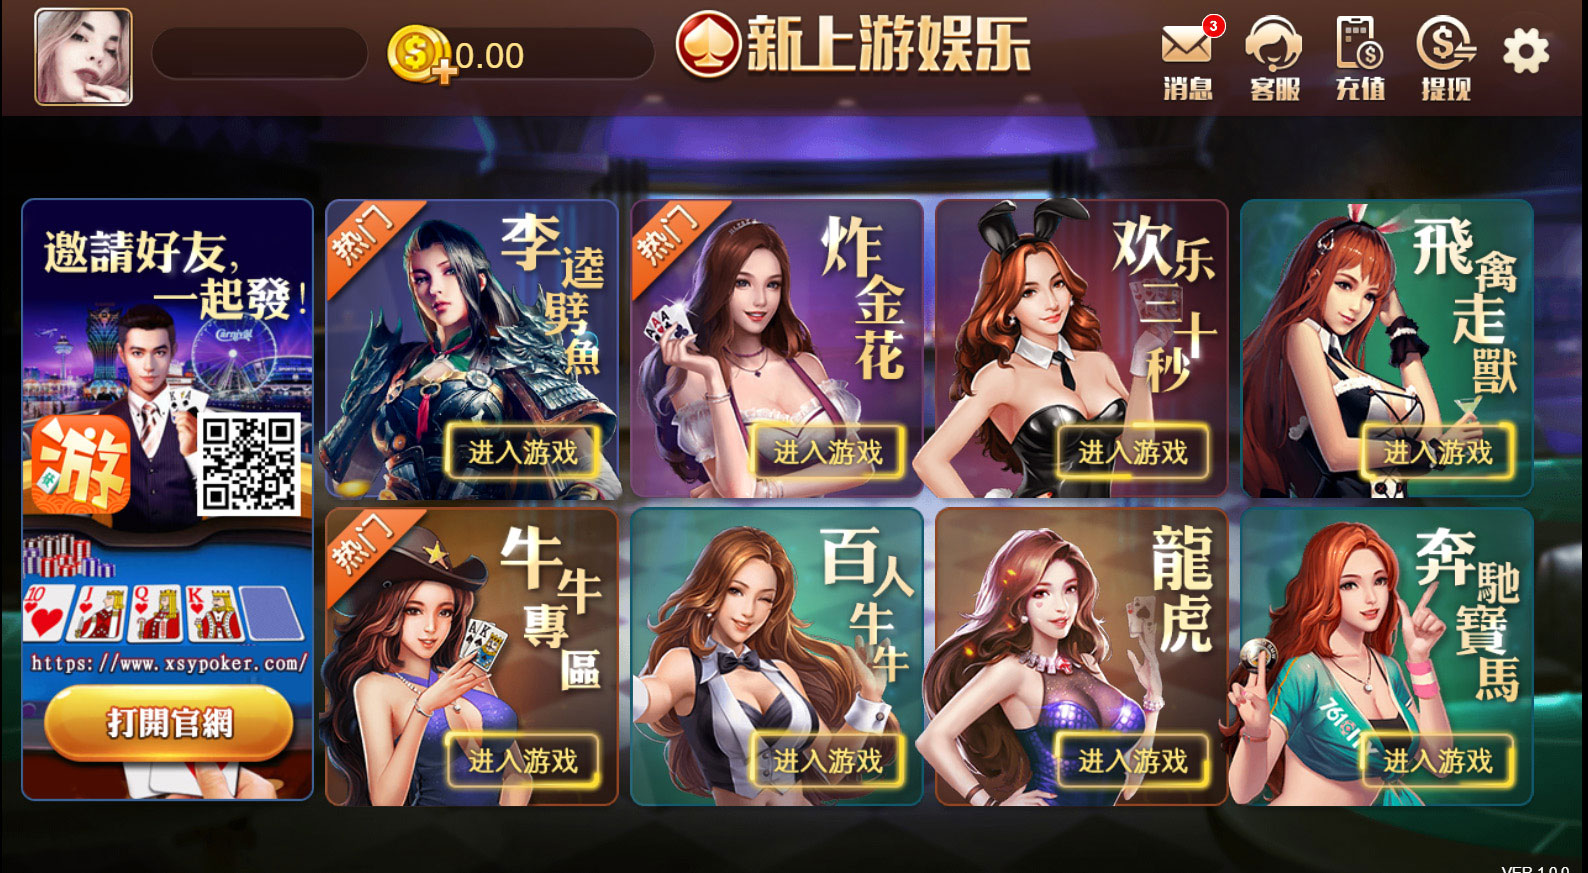 0.00
新上游娱乐
3
消息
客服
充值
提现
邀請好友,
一起發!
Carnival
游
10
J
Q
K
https://www.xsypoker.com/
打開官網
热门
李逵劈魚
进入游戏
热门
炸金花
进入游戏
欢乐三十秒
进入游戏
飛禽走獸
进入游戏
热门
牛牛專區
进入游戏
百人牛牛
进入游戏
龍虎
进入游戏
奔馳寶馬
进入游戏
VER 1.0.0